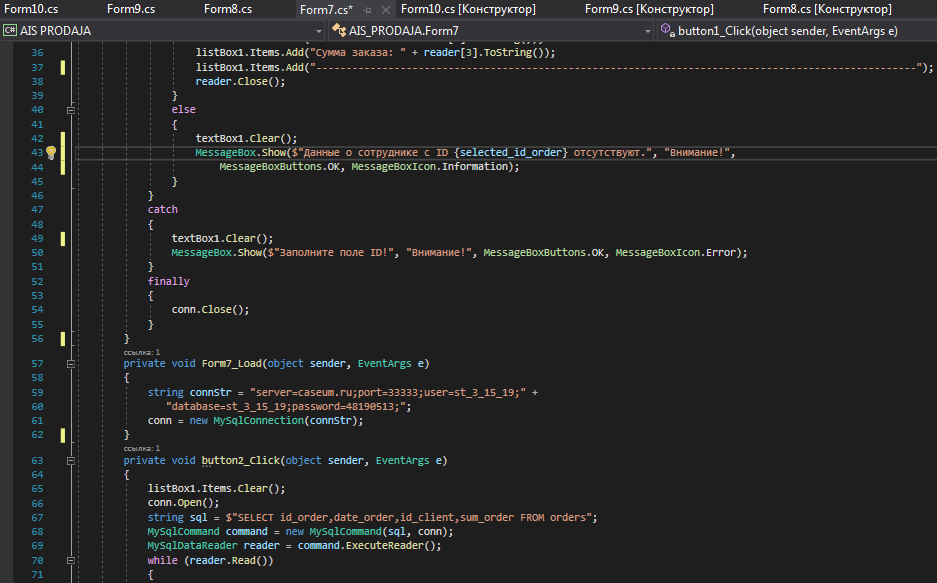 Form10.cs Form9.cs Form8.cs Form7.cs* Form10.cs [Конструктор] Form9.cs [Конструктор] Form8.cs [Конструктор]
C# AIS PRODAJA AIS_PRODAJA.Form7 button1_Click(object sender, EventArgs e)
36 listBox1.Items.Add("Сумма заказа: " + reader[3].ToString());
37 listBox1.Items.Add("----------------------------------------------------------------------------------------------------");
38 reader.Close();
39 }
40 else
41 {
42 textBox1.Clear();
43 MessageBox.Show($"Данные о сотруднике с ID {selected_id_order} отсутствуют.", "Внимание!",
44 MessageBoxButtons.OK, MessageBoxIcon.Information);
45 }
46 }
47 catch
48 {
49 textBox1.Clear();
50 MessageBox.Show($"Заполните поле ID!", "Внимание!", MessageBoxButtons.OK, MessageBoxIcon.Error);
51 }
52 finally
53 {
54 conn.Close();
55 }
56 }
ссылка: 1
57 private void Form7_Load(object sender, EventArgs e)
58 {
59 string connStr = "server=caseum.ru;port=33333;user=st_3_15_19;" +
60 "database=st_3_15_19;password=48190513;";
61 conn = new MySqlConnection(connStr);
62 }
ссылка: 1
63 private void button2_Click(object sender, EventArgs e)
64 {
65 listBox1.Items.Clear();
66 conn.Open();
67 string sql = $"SELECT id_order,date_order,id_client,sum_order FROM orders";
68 MySqlCommand command = new MySqlCommand(sql, conn);
69 MySqlDataReader reader = command.ExecuteReader();
70 while (reader.Read())
71 {